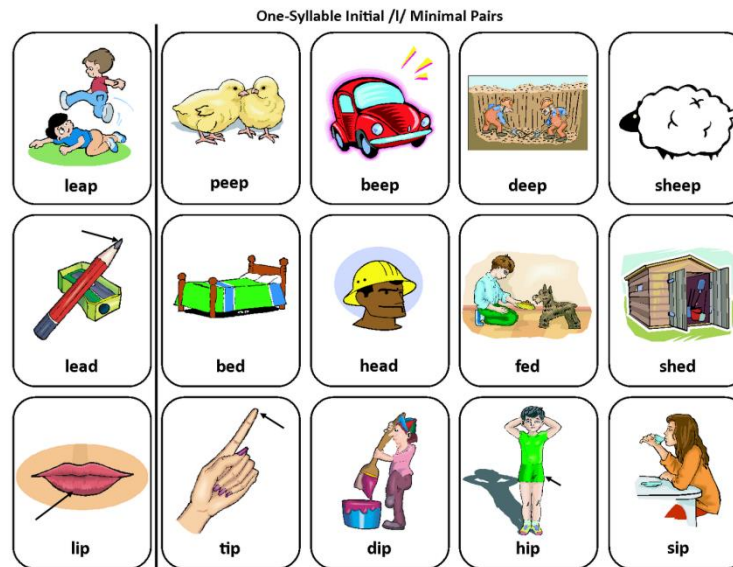 One-Syllable Initial /l/ Minimal Pairs
leap peep beep deep sheep
lead bed head fed shed
lip tip dip hip sip